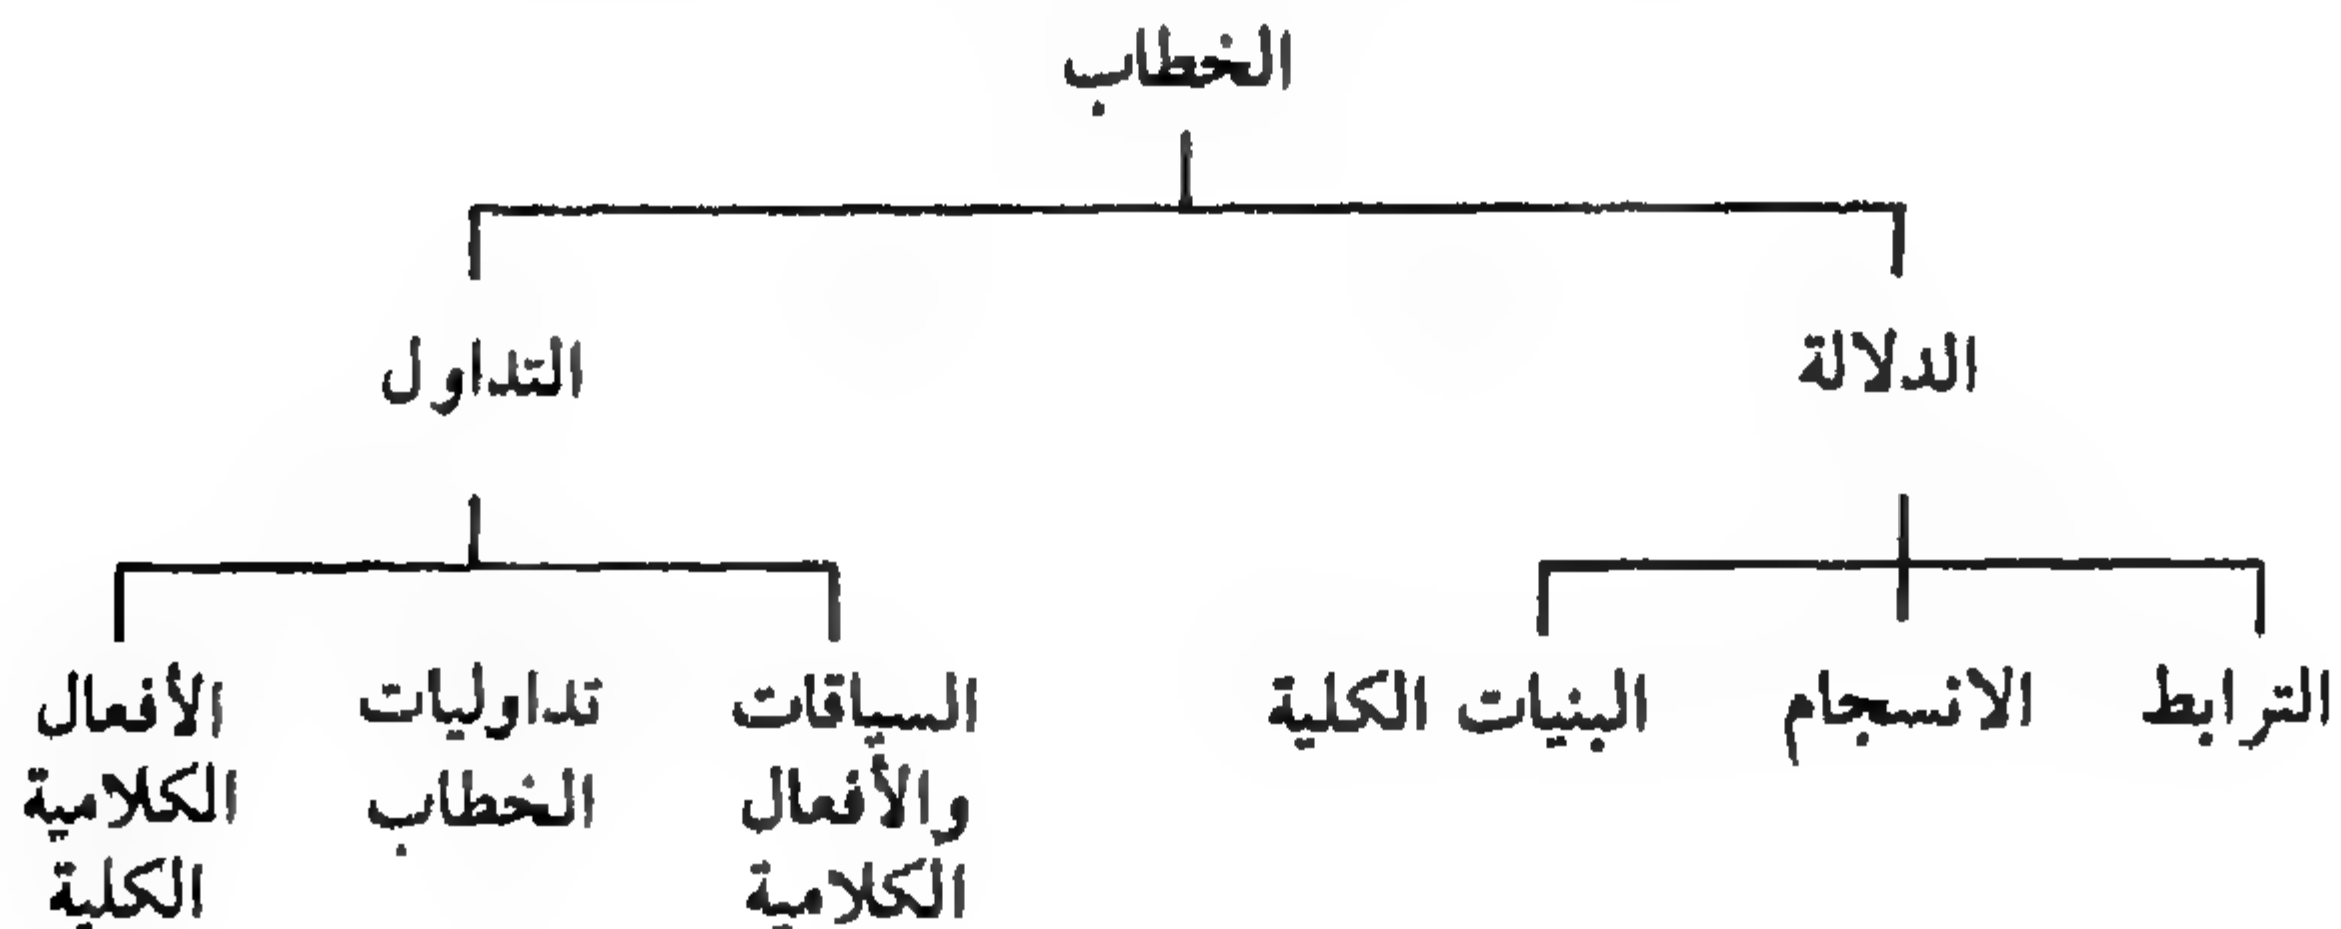 الخطاب
الدلالة
التداول
الترابط
الانسجام
البنيات الكلية
السياقات
والأفعال
الكلامية
تداوليات
الخطاب
الأفعال
الكلامية
الكلية